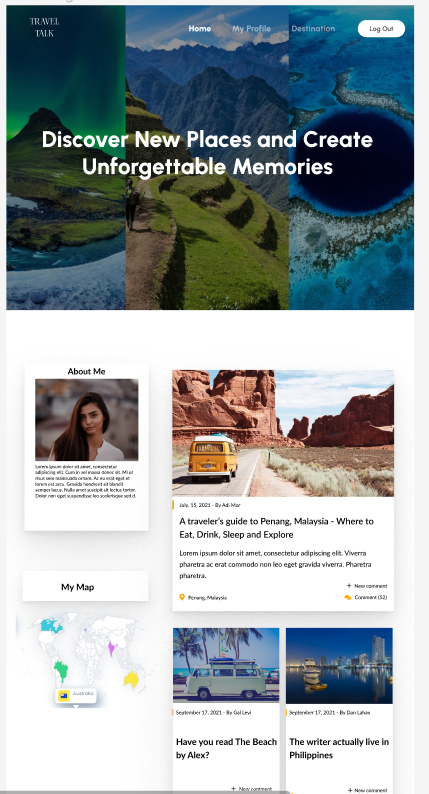 TRAVEL
TALK
Home
My Profile
Destination
Log Out
Discover New Places and Create
Unforgettable Memories
About Me
Lorem ipsum dolor sit amet, consectetur
adipiscing elit. Cum in vel massa donec sit. Mi et
risus sem malesuada ornare. Ac eu erat eget et
lorem est arcu. Gravida hendrerit sit blandit
semper lacus. Nulla amet suscipit sit lectus tortor.
Dolor non eget suspendisse leo scelerisque sed d.
My Map
Australia
July, 15, 2021 - By Adi Mor
A traveler's guide to Penang, Malaysia - Where to
Eat, Drink, Sleep and Explore
Lorem ipsum dolor sit amet, consectetur adipiscing elit. Viverra
pharetra ac erat commodo non leo eget gravida viverra. Pharetra
pharetra.
+ New comment
Penang, Malaysia
Comment (52)
September 17, 2021 - By Gal Levi
Have you read The Beach
by Alex?
+ New comment
September 17, 2021 - By Dan Lahav
The writer actually live in
Philippines
+ New comment